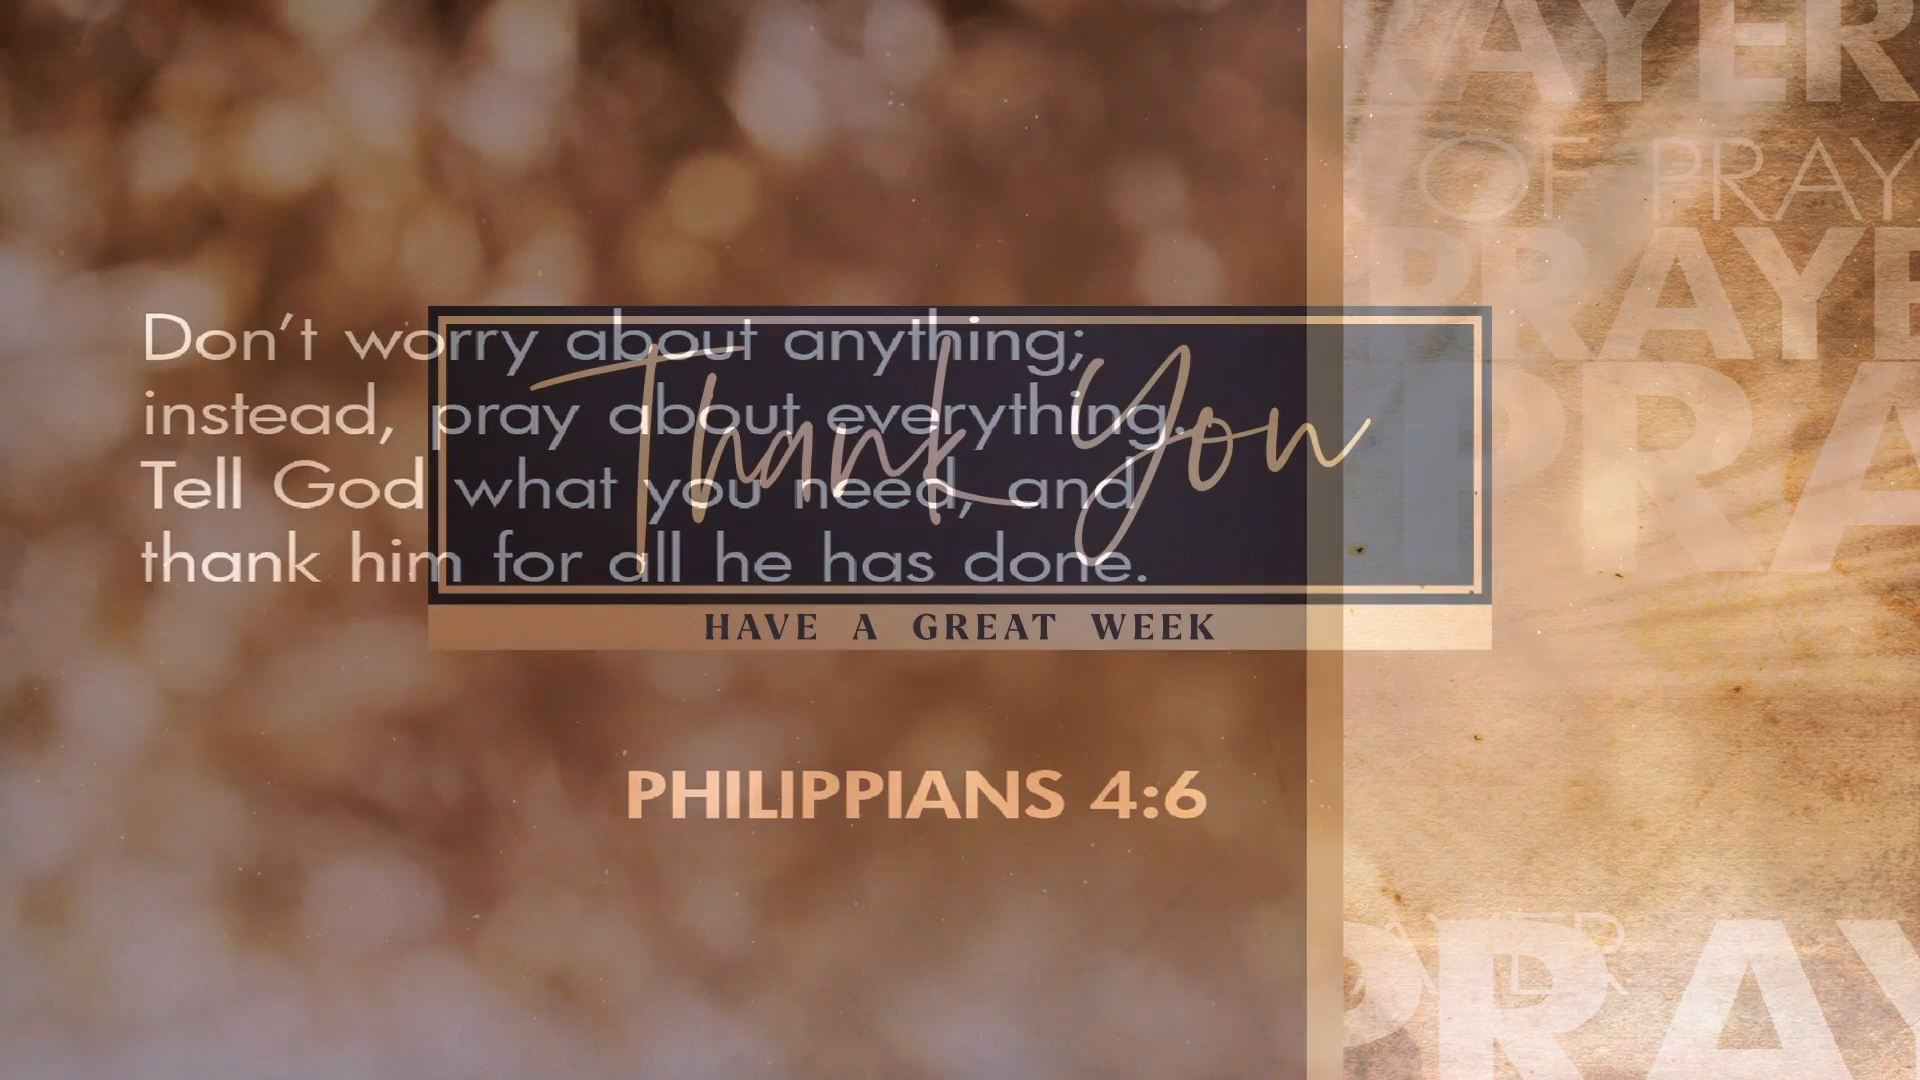 Don't worry about anything;
instead, pray about everything.
Tell God what you need, and
thank him for all he has done.
PHILIPPIANS 4:6
Thank You
HAVE A GREAT WEEK
RAYER
OF PRAY
PRAYE
PRA
PRAY